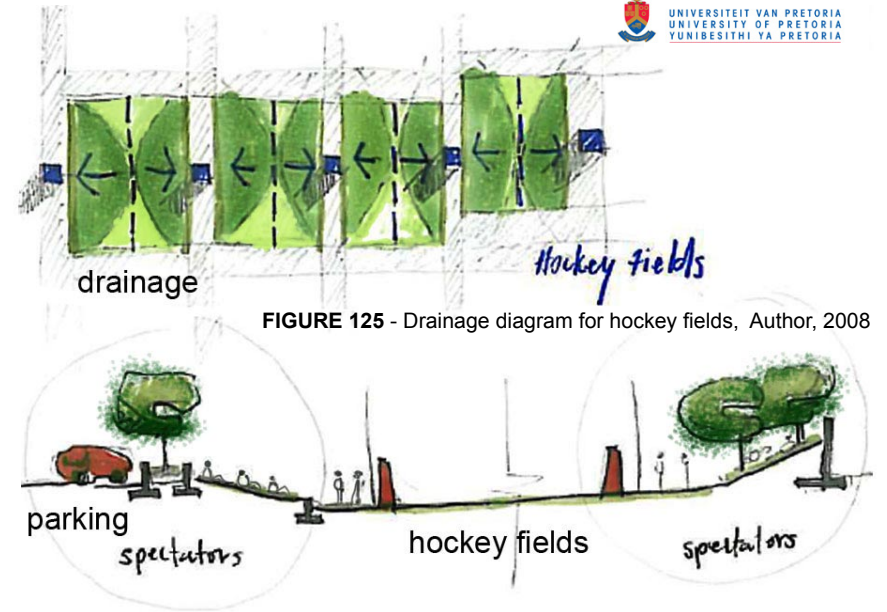 UNIVERSITEIT VAN PRETORIA
UNIVERSITY OF PRETORIA
YUNIBESITHI YA PRETORIA
drainage
Hockey Fields
FIGURE 125 - Drainage diagram for hockey fields, Author, 2008
parking
spectators
hockey fields
spectators